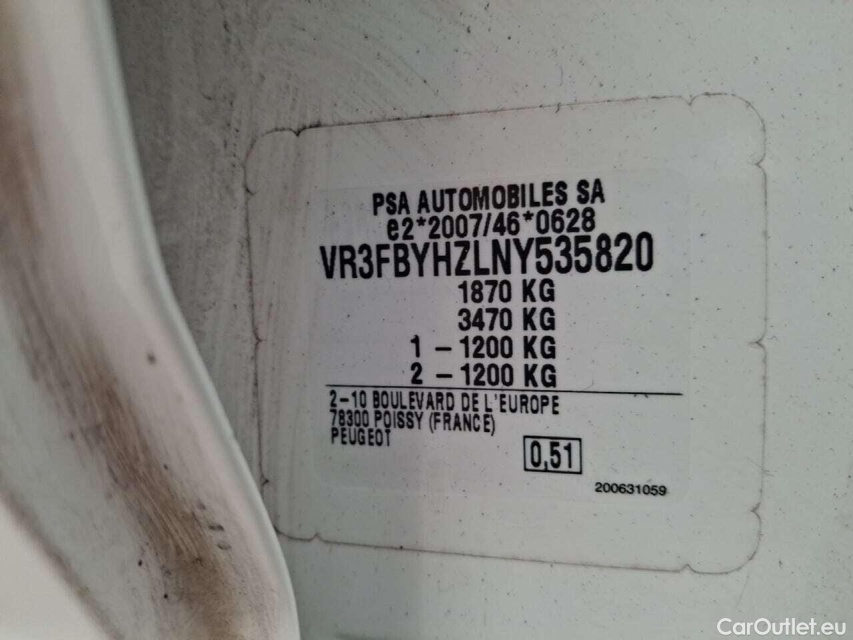 PSA AUTOMOBILES SA
e2*2007/46*0628
VR3FBYHZLNY535820
1870 KG
3470 KG
1 – 1200 KG
2 – 1200 KG
2–10 BOULEVARD DE L'EUROPE
78300 POISSY (FRANCE)
PEUGEOT
0,51
200631059
CarOutlet.eu